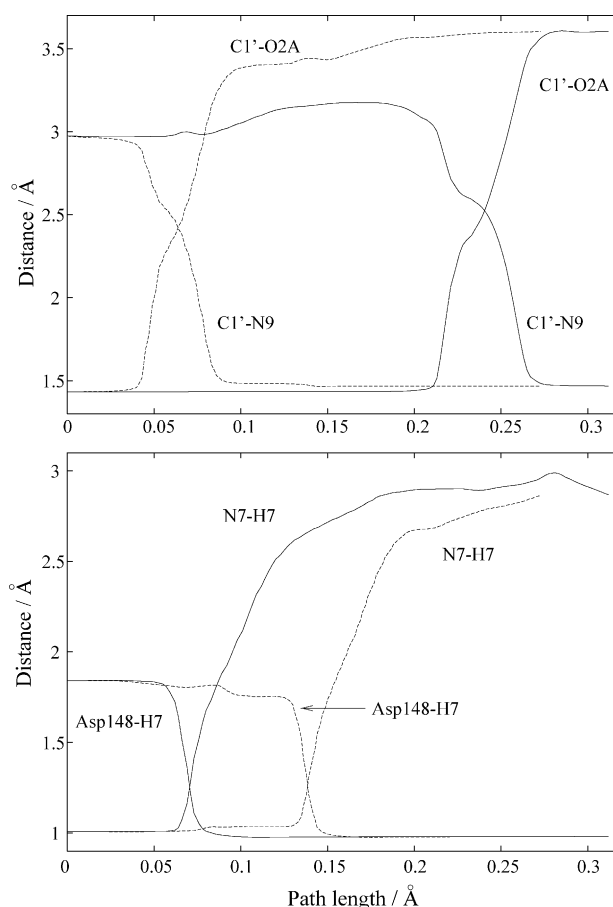 C1'-O2A
3.5
C1'-O2A
3
Distance / Å
2.5
2
C1'-N9
C1'-N9
1.5
0 0.05 0.1 0.15 0.2 0.25 0.3
3
N7-H7
2.5
N7-H7
Distance / Å
2
Asp148-H7
Asp148-H7
1.5
1
0 0.05 0.1 0.15 0.2 0.25 0.3
Path length / Å